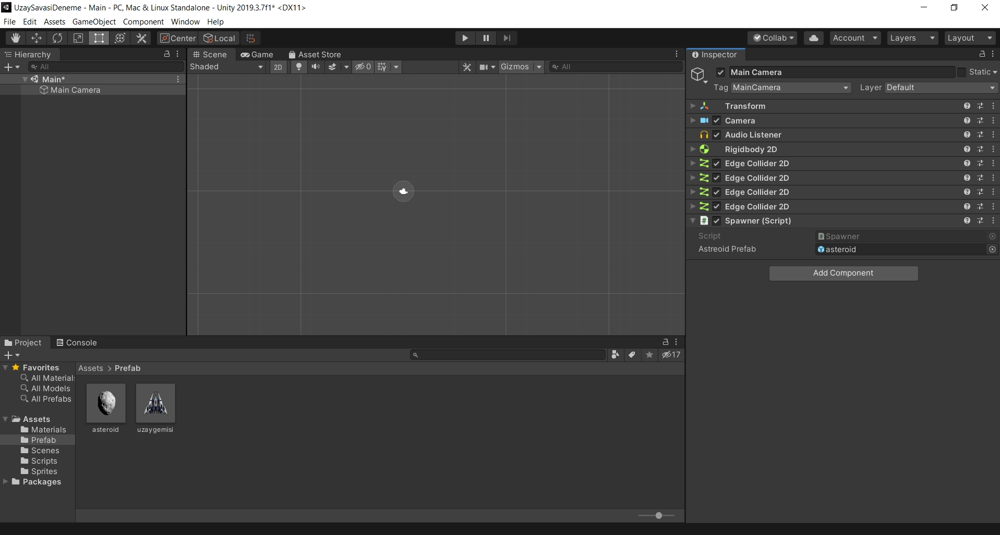 UzaySavasiDeneme - Main - PC, Mac & Linux Standalone - Unity 2019.3.7f1* <DX11>
File Edit Assets GameObject Component Window Help
Center Local Collab Account Layers Layout
Hierarchy
All
Main*
Main Camera
Scene Game Asset Store
Shaded 2D 0 Gizmos All
Inspector
Main Camera Static
Tag MainCamera Layer Default
Transform
Camera
Audio Listener
Rigidbody 2D
Edge Collider 2D
Edge Collider 2D
Edge Collider 2D
Edge Collider 2D
Spawner (Script)
Script Spawner
Astreoid Prefab asteroid
Add Component
Project Console
17
Favorites
All Materials
All Models
All Prefabs
Assets
Materials
Prefab
Scenes
Scripts
Sprites
Packages
Assets > Prefab
asteroid uzaygemisi